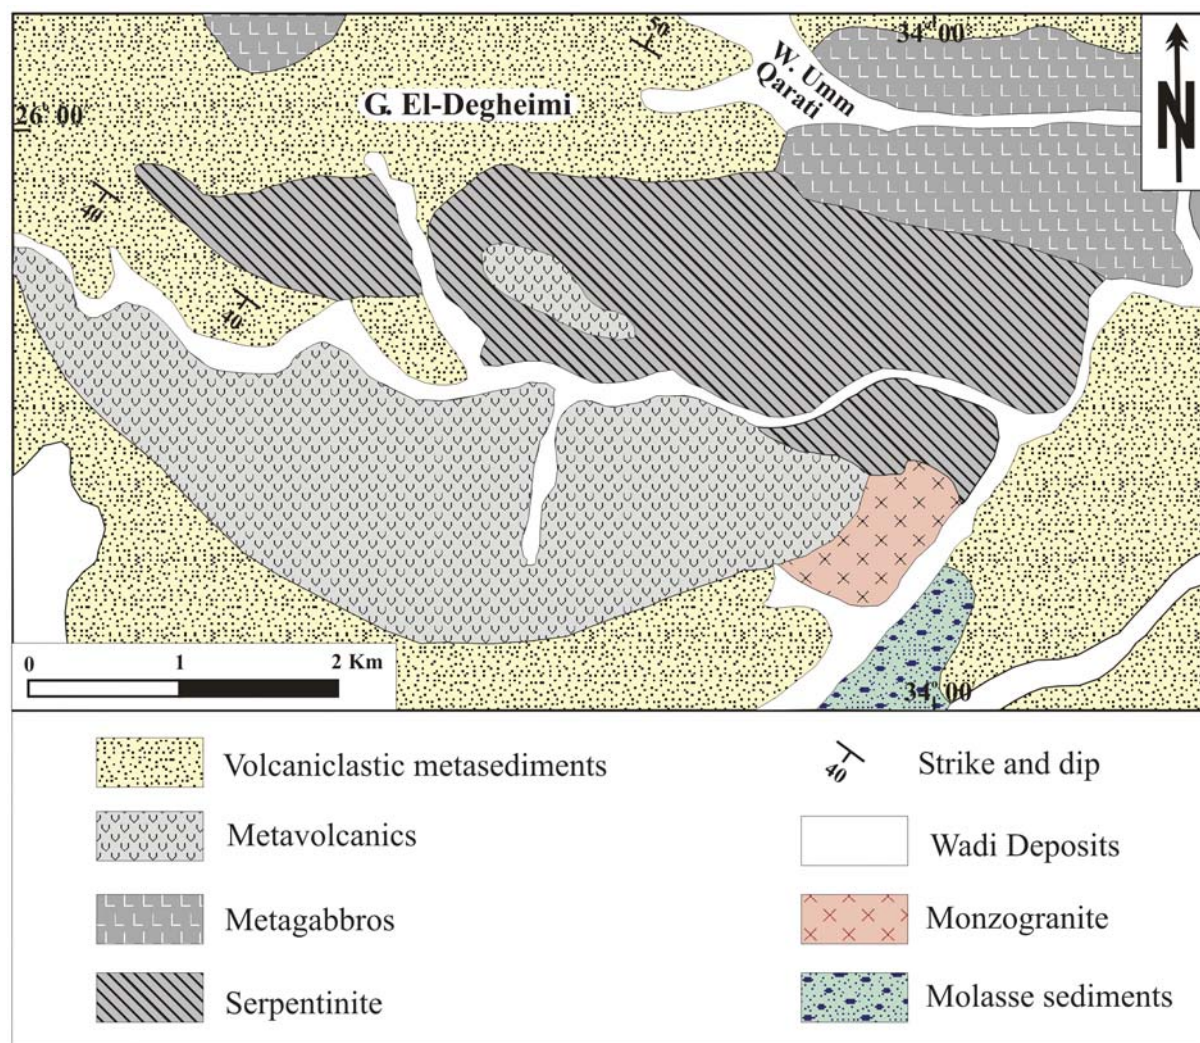 50
34° 00'
W. Umm
Qarati
N
G. El-Degheimi
26° 00'
40
40
0 1 2 Km
34° 00'
Volcaniclastic metasediments
Metavolcanics
Metagabbros
Serpentinite
40 Strike and dip
Wadi Deposits
Monzogranite
Molasse sediments